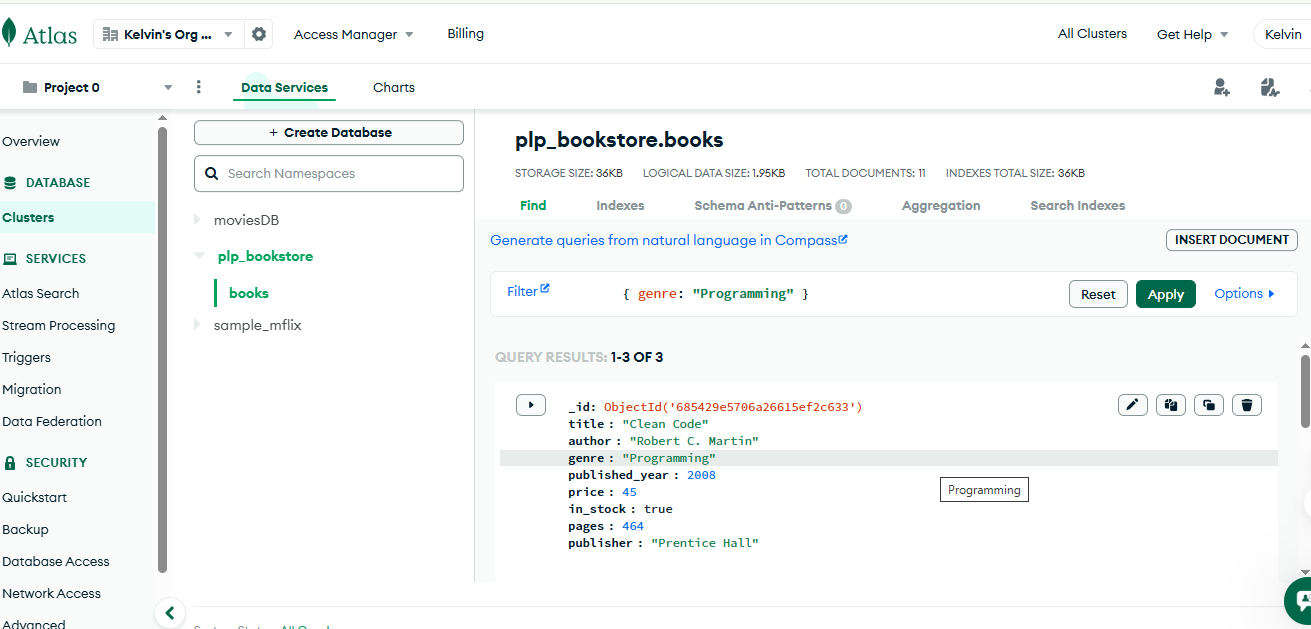 Atlas
Kelvin's Org ...
Access Manager
Billing
All Clusters
Get Help
Kelvin
Project 0
Data Services
Charts
Overview
DATABASE
Clusters
SERVICES
Atlas Search
Stream Processing
Triggers
Migration
Data Federation
SECURITY
Quickstart
Backup
Database Access
Network Access
Advanced
+ Create Database
Search Namespaces
moviesDB
plp_bookstore
books
sample_mflix
plp_bookstore.books
STORAGE SIZE: 36KB LOGICAL DATA SIZE: 1.95KB TOTAL DOCUMENTS: 11 INDEXES TOTAL SIZE: 36KB
Find Indexes Schema Anti-Patterns 0 Aggregation Search Indexes
Generate queries from natural language in Compass
INSERT DOCUMENT
Filter { genre: "Programming" } Reset Apply Options
QUERY RESULTS: 1-3 OF 3
_id: ObjectId('685429e5706a26615ef2c633')
title : "Clean Code"
author : "Robert C. Martin"
genre : "Programming"
published_year : 2008
price : 45
Programming
in_stock : true
pages : 464
publisher : "Prentice Hall"